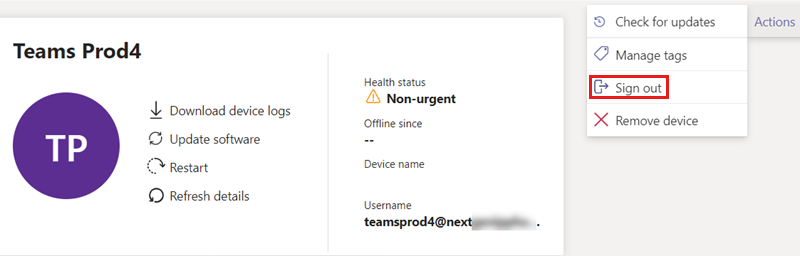 Teams Prod4
TP
Download device logs
Update software
Restart
Refresh details
Health status
Non-urgent
Offline since
--
Device name
Username
teamsprod4@next
Check for updates
Manage tags
Sign out
Remove device
Actions